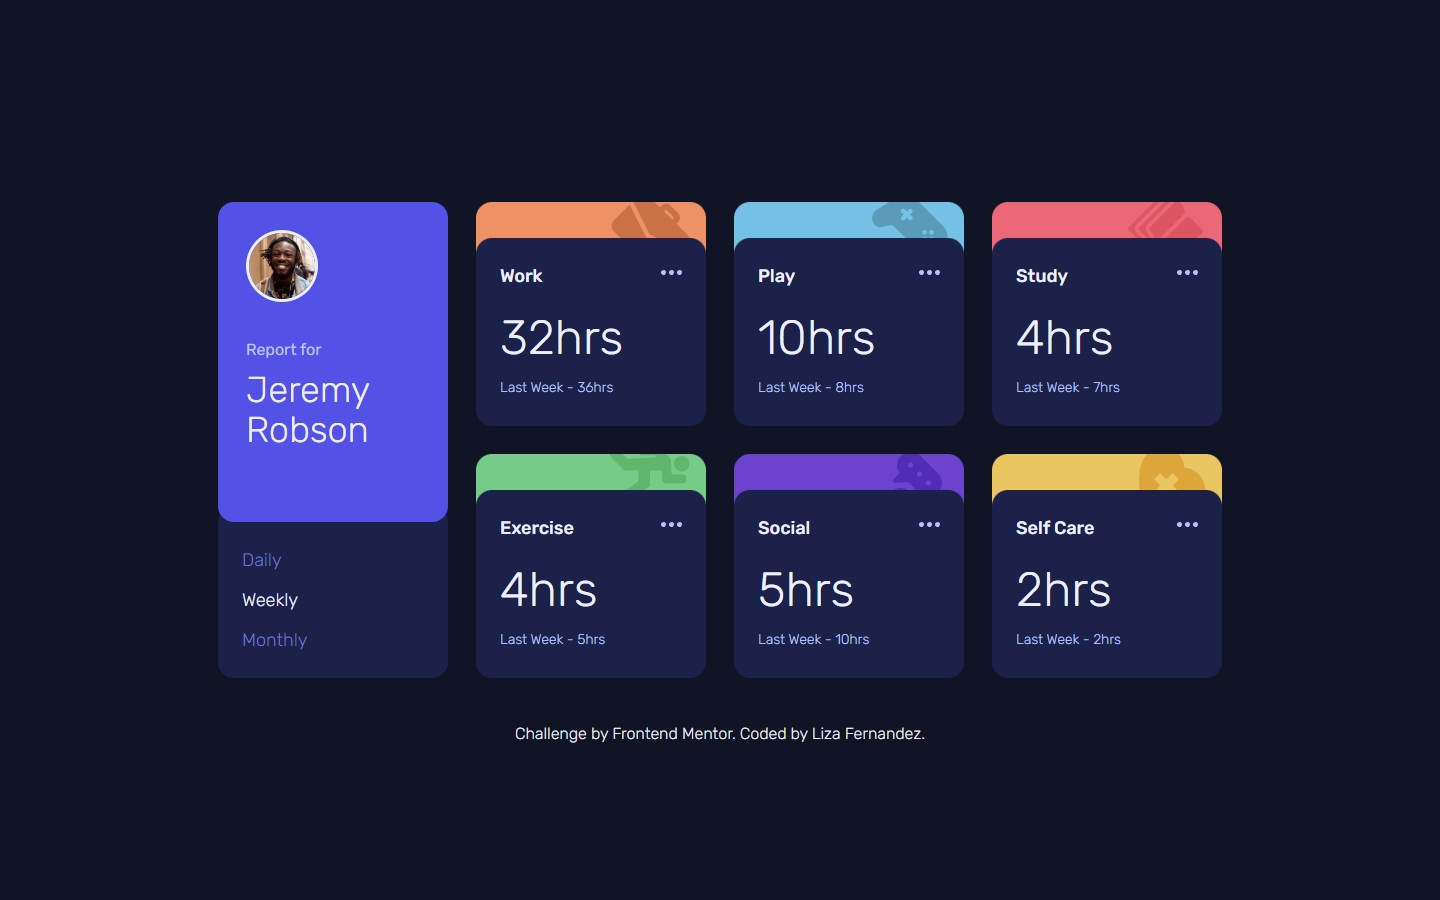 Report for
Jeremy
Robson
Daily
Weekly
Monthly
Work
32hrs
Last Week - 36hrs
Play
10hrs
Last Week - 8hrs
Study
4hrs
Last Week - 7hrs
Exercise
4hrs
Last Week - 5hrs
Social
5hrs
Last Week - 10hrs
Self Care
2hrs
Last Week - 2hrs
Challenge by Frontend Mentor. Coded by Liza Fernandez.